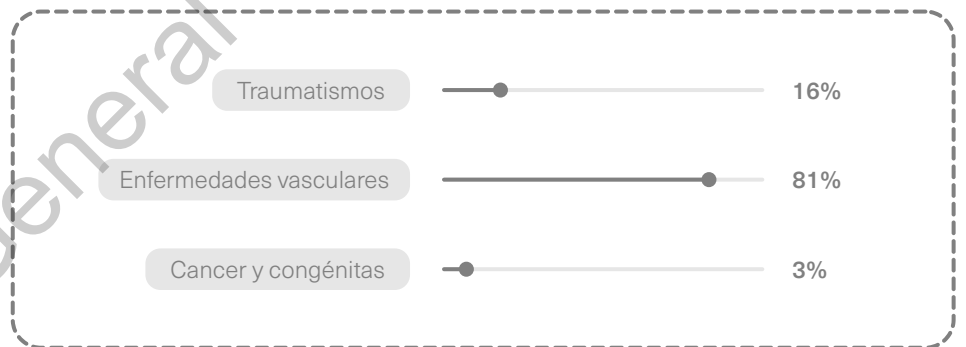 Traumatismos 16%
Enfermedades vasculares 81%
Cancer y congénitas 3%